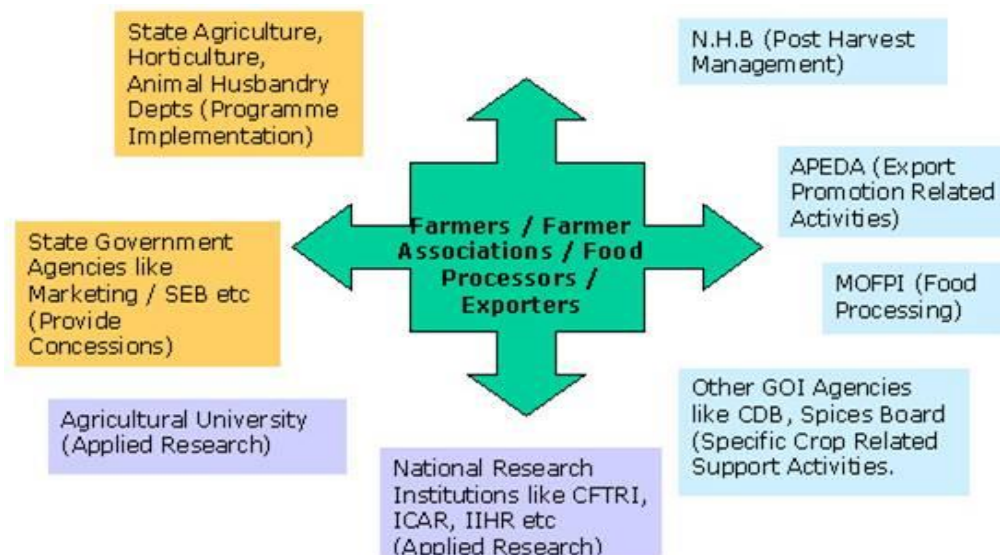 State Agriculture,
Horticulture,
Animal Husbandry
Depts (Programme
Implementation)
N.H.B (Post Harvest
Management)
APEDA (Export
Promotion Related
Activities)
Farmers / Farmer
Associations / Food
Processors /
Exporters
State Government
Agencies like
Marketing / SEB etc
(Provide
Concessions)
MOFPI (Food
Processing)
Other GOI Agencies
like CDB, Spices Board
(Specific Crop Related
Support Activities.
Agricultural University
(Applied Research)
National Research
Institutions like CFTRI,
ICAR, IIHR etc
(Applied Research)